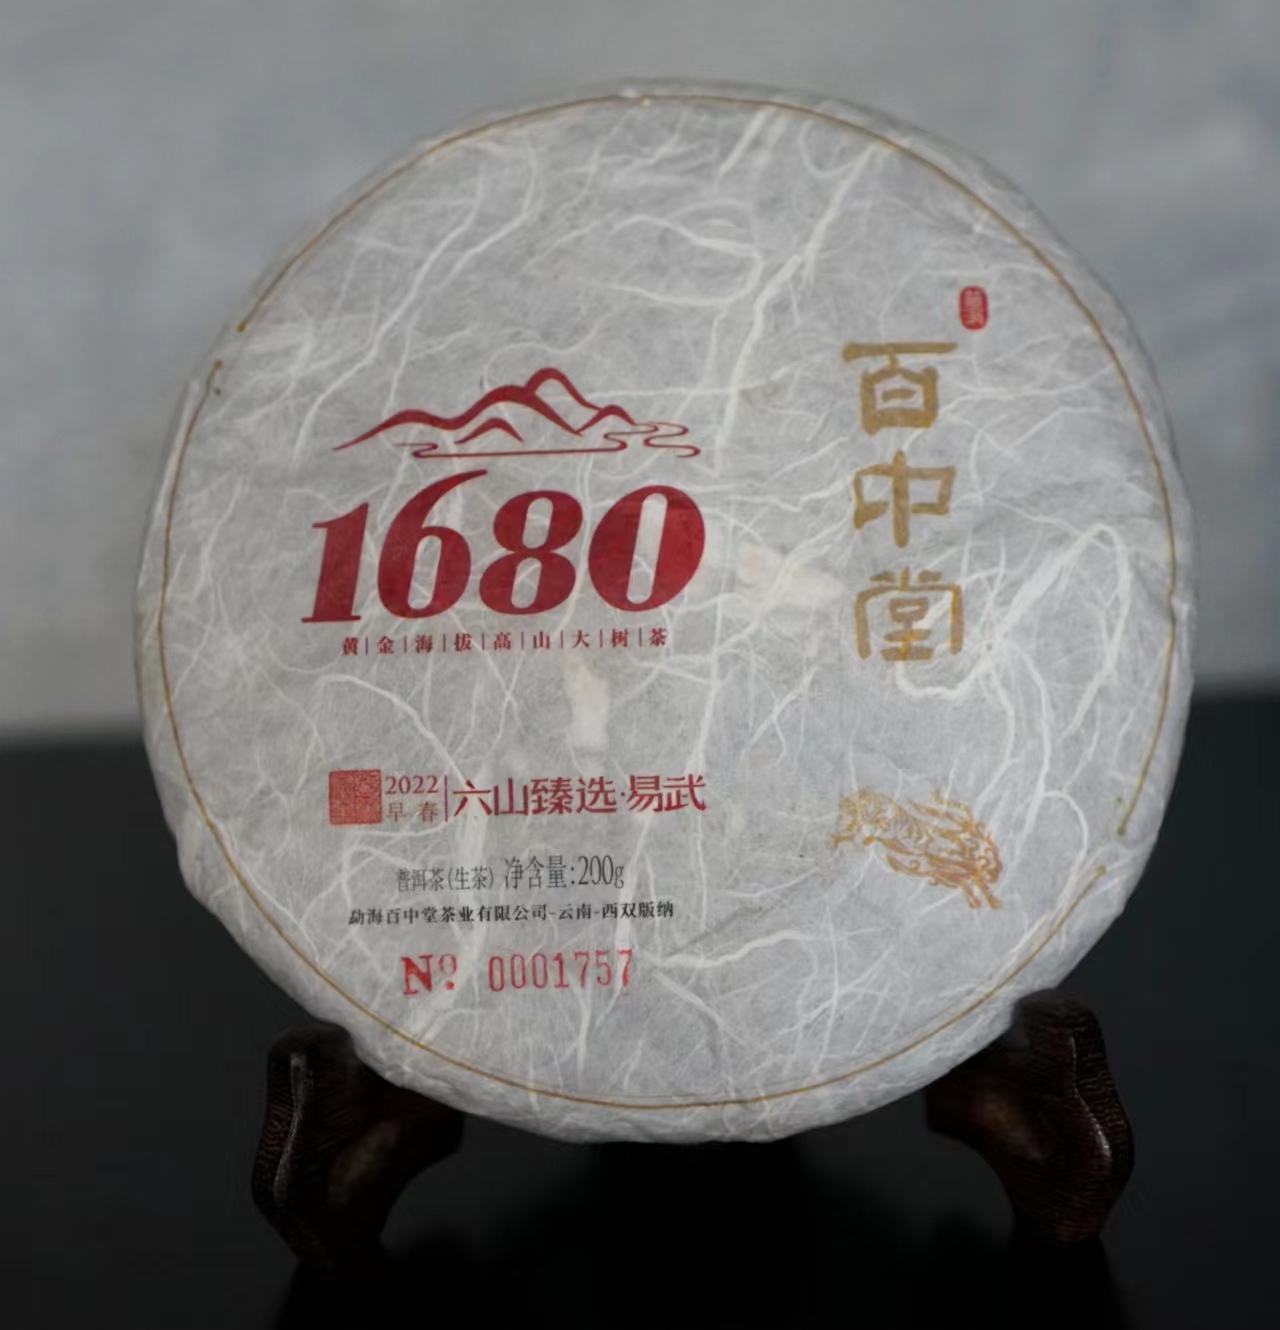 百中堂
1680
黄|金|海|拔|高|山|大|树|茶
2022
早春
六山臻选·易武
普洱茶(生茶) 净含量:200g
勐海百中堂茶业有限公司-云南-西双版纳
Nº 0001757